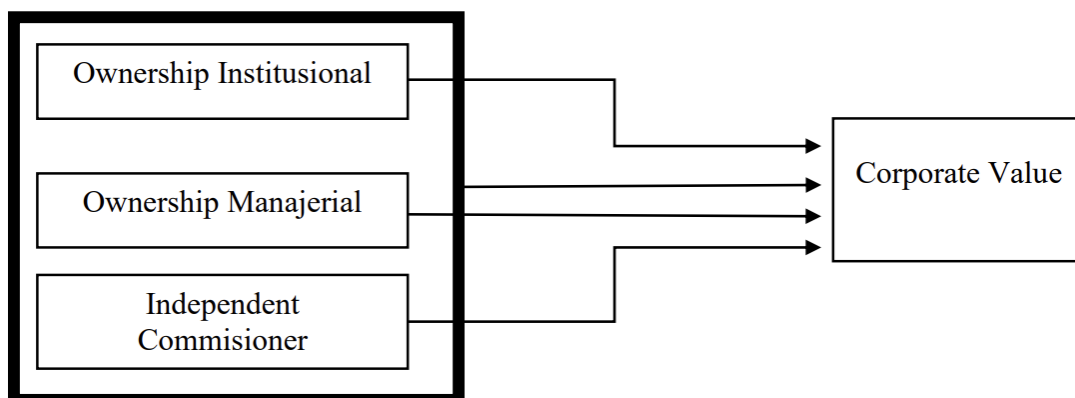 Ownership Institusional
Ownership Manajerial
Corporate Value
Independent
Commisioner